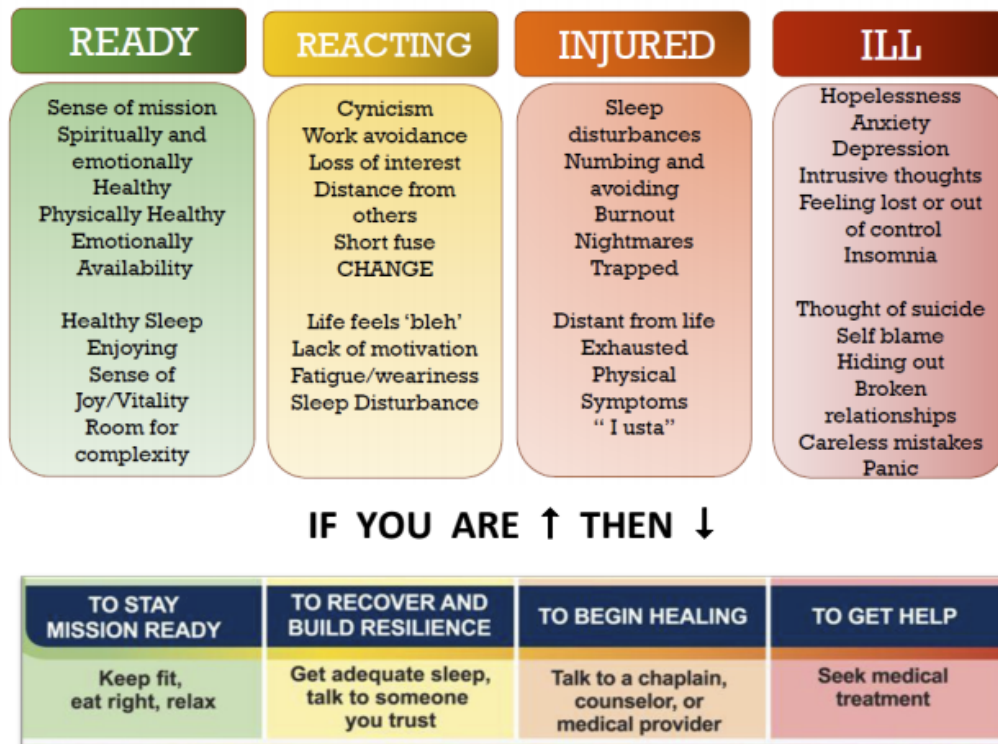 READY
Sense of mission
Spiritually and
emotionally
Healthy
Physically Healthy
Emotionally
Availability
Healthy Sleep
Enjoying
Sense of
Joy/Vitality
Room for
complexity
REACTING
Cynicism
Work avoidance
Loss of interest
Distance from
others
Short fuse
CHANGE
Life feels ‘bleh’
Lack of motivation
Fatigue/weariness
Sleep Disturbance
INJURED
Sleep
disturbances
Numbing and
avoiding
Burnout
Nightmares
Trapped
Distant from life
Exhausted
Physical
Symptoms
“ I usta”
ILL
Hopelessness
Anxiety
Depression
Intrusive thoughts
Feeling lost or out
of control
Insomnia
Thought of suicide
Self blame
Hiding out
Broken
relationships
Careless mistakes
Panic
IF YOU ARE ↑ THEN ↓
TO STAY
MISSION READY
Keep fit,
eat right, relax
TO RECOVER AND
BUILD RESILIENCE
Get adequate sleep,
talk to someone
you trust
TO BEGIN HEALING
Talk to a chaplain,
counselor, or
medical provider
TO GET HELP
Seek medical
treatment